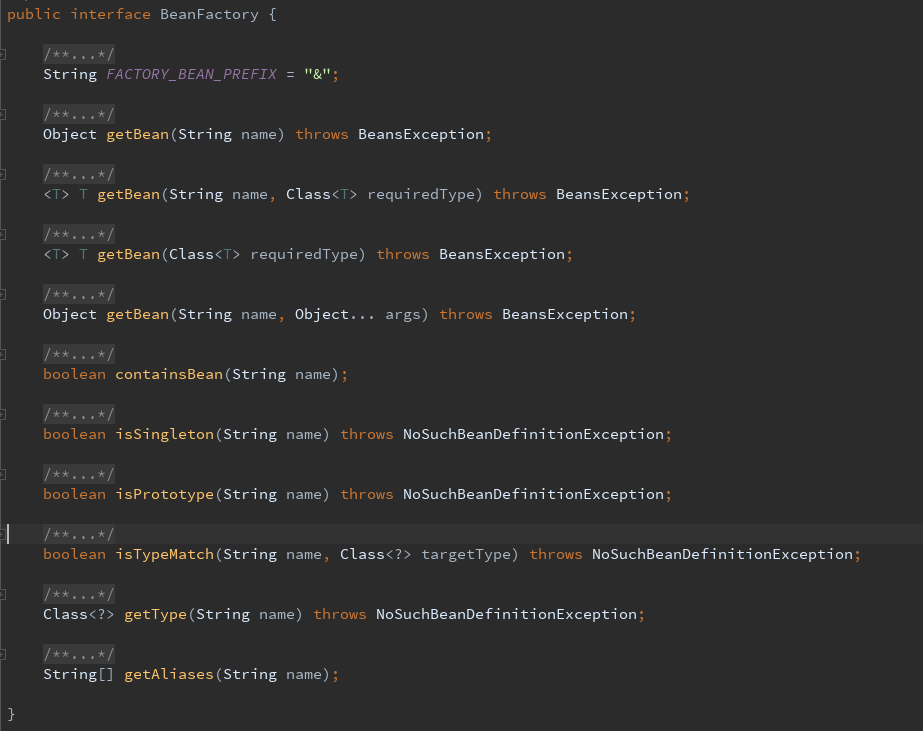 public interface BeanFactory {
/**...*/
String FACTORY_BEAN_PREFIX = "&";
/**...*/
Object getBean(String name) throws BeansException;
/**...*/
<T> T getBean(String name, Class<T> requiredType) throws BeansException;
/**...*/
<T> T getBean(Class<T> requiredType) throws BeansException;
/**...*/
Object getBean(String name, Object... args) throws BeansException;
/**...*/
boolean containsBean(String name);
/**...*/
boolean isSingleton(String name) throws NoSuchBeanDefinitionException;
/**...*/
boolean isPrototype(String name) throws NoSuchBeanDefinitionException;
/**...*/
boolean isTypeMatch(String name, Class<?> targetType) throws NoSuchBeanDefinitionException;
/**...*/
Class<?> getType(String name) throws NoSuchBeanDefinitionException;
/**...*/
String[] getAliases(String name);
}